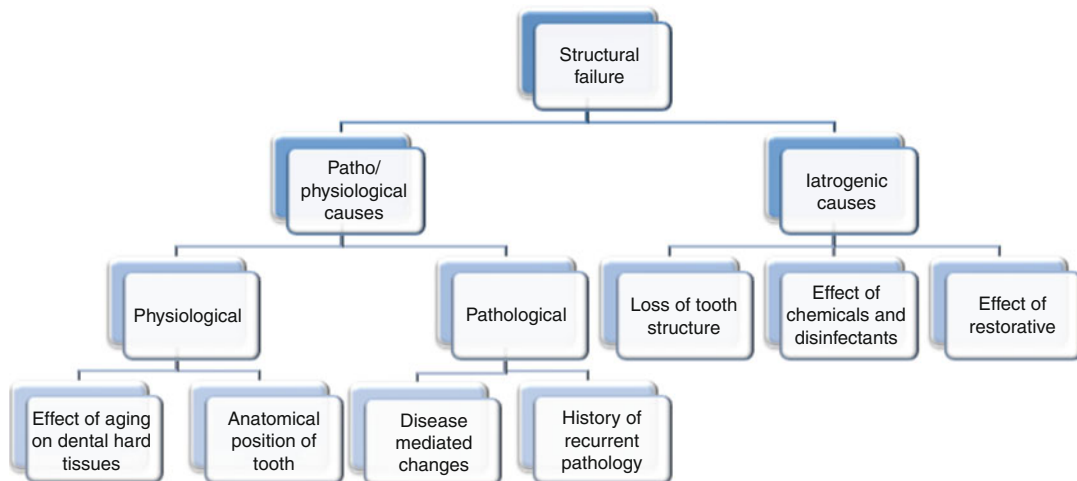 Structural
failure
Patho/
physiological
causes
Iatrogenic
causes
Physiological
Pathological
Loss of tooth
structure
Effect of
chemicals and
disinfectants
Effect of
restorative
Effect of aging
on dental hard
tissues
Anatomical
position of
tooth
Disease
mediated
changes
History of
recurrent
pathology